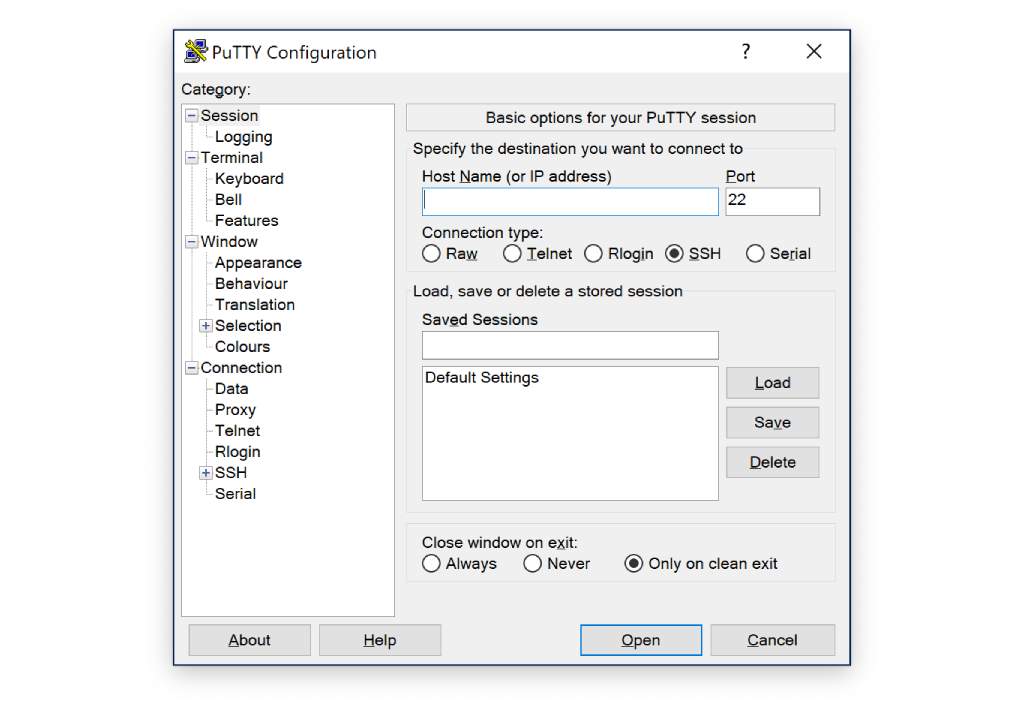 PuTTY Configuration
?
Category:
Session
Logging
Terminal
Keyboard
Bell
Features
Window
Appearance
Behaviour
Translation
Selection
Colours
Connection
Data
Proxy
Telnet
Rlogin
SSH
Serial
Basic options for your PuTTY session
Specify the destination you want to connect to
Host Name (or IP address) Port
22
Connection type:
Raw Telnet Rlogin SSH Serial
Load, save or delete a stored session
Saved Sessions
Default Settings
Load
Save
Delete
Close window on exit:
Always Never Only on clean exit
About Help Open Cancel